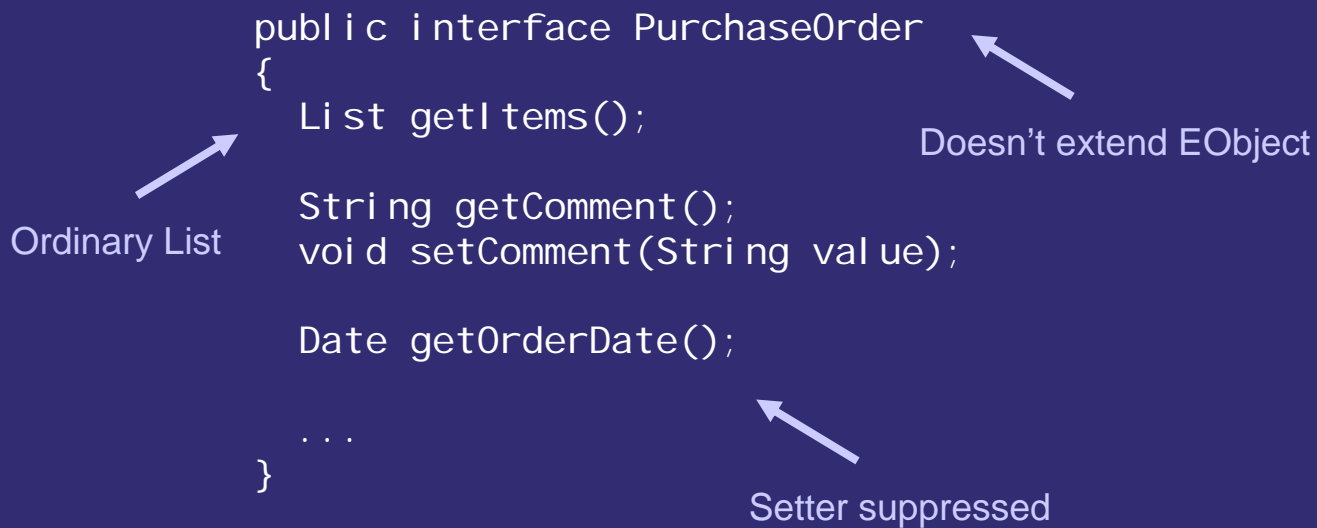 public interface PurchaseOrder
{
List getItems();
Doesn't extend EObject
String getComment();
Ordinary List
void setComment(String value);
Date getOrderDate();
...
}
Setter suppressed